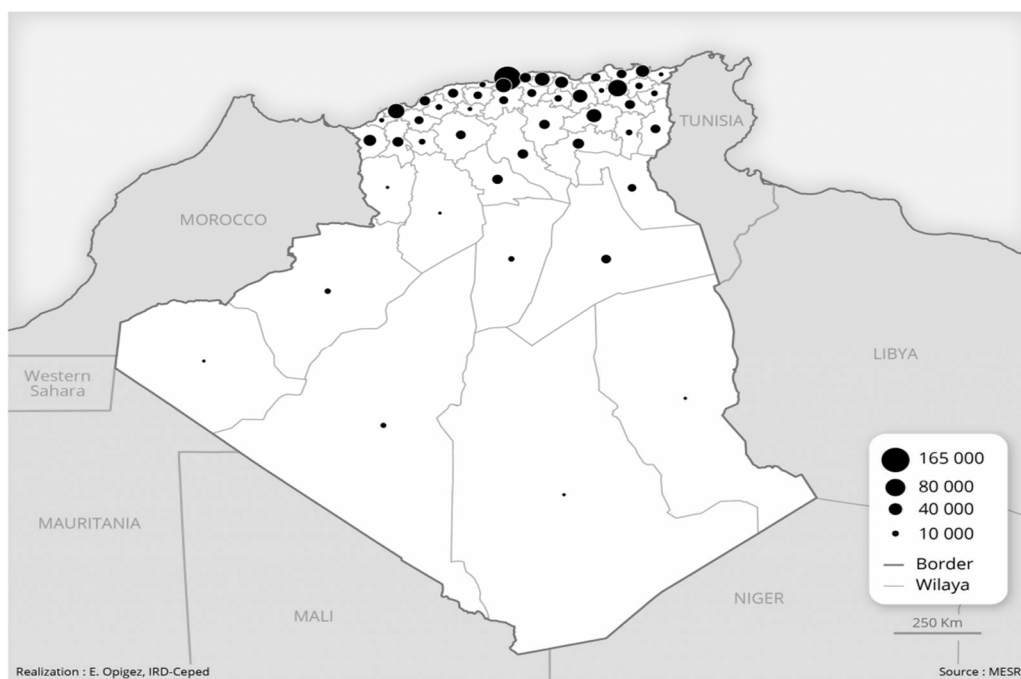 TUNISIA
MOROCCO
LIBYA
Western
Sahara
165 000
80 000
40 000
10 000
MAURITANIA
Border
Wilaya
NIGER
MALI
250 Km
Realization : E. Opigez, IRD-Ceped
Source : MESR